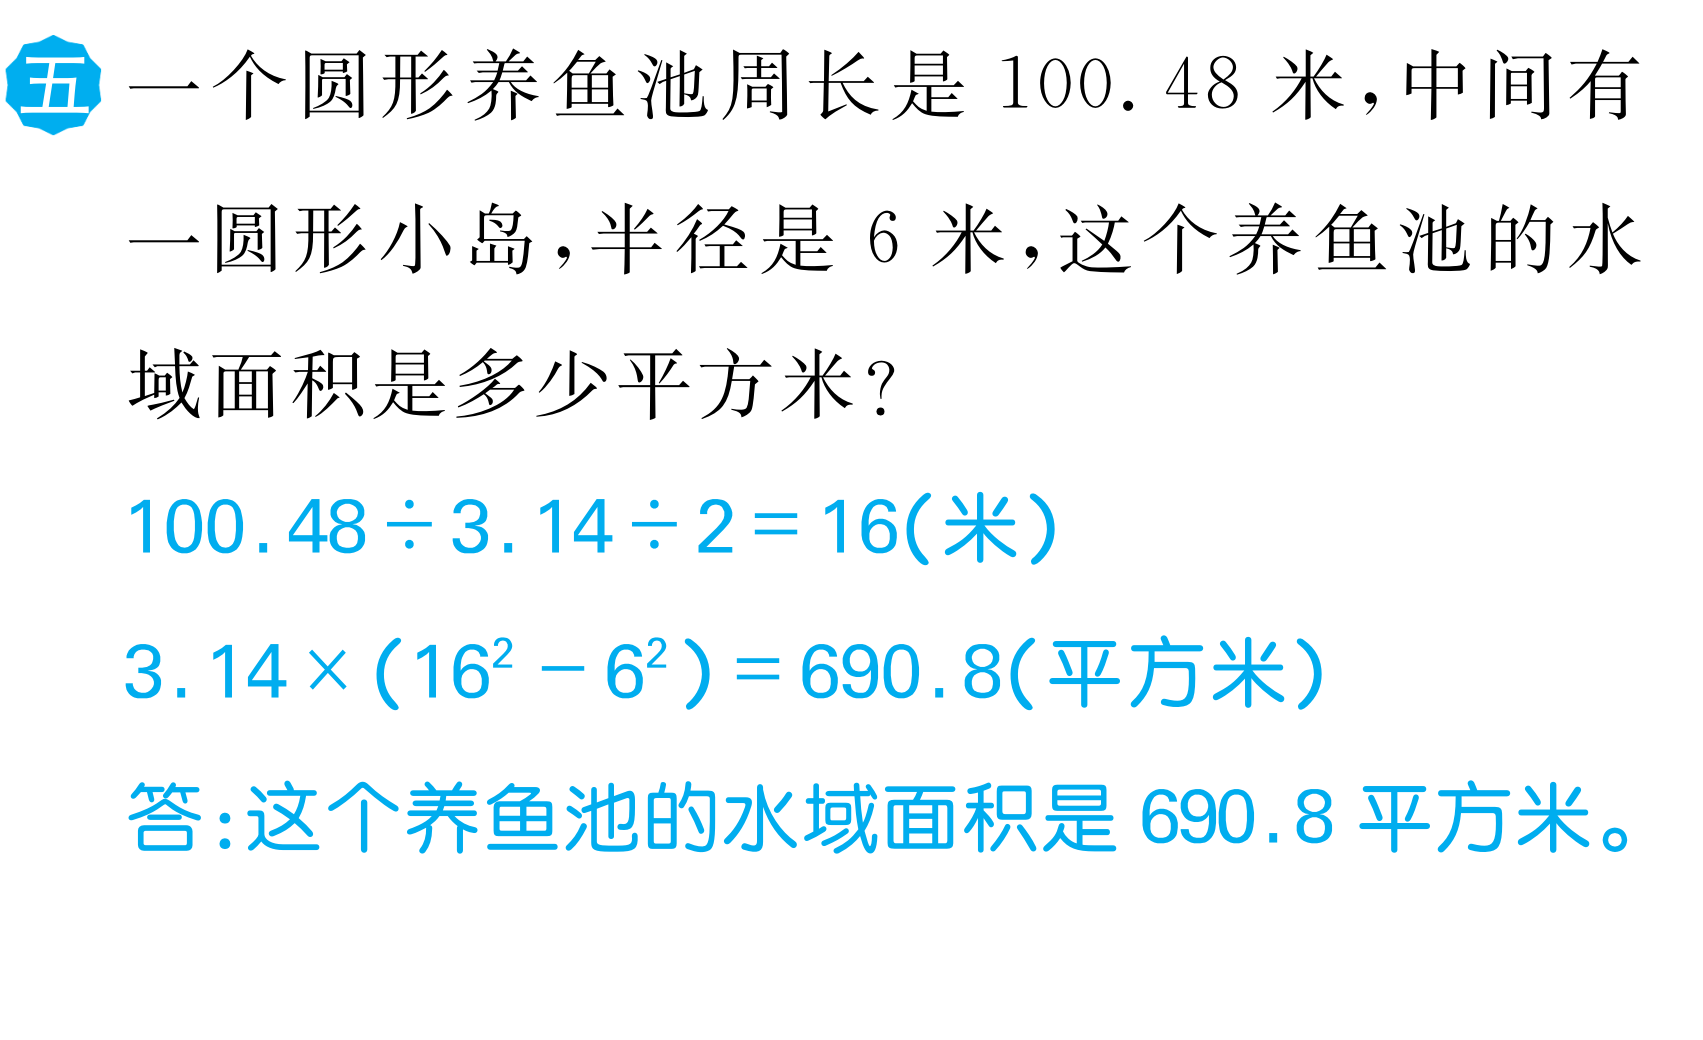 五 一个圆形养鱼池周长是 100.48 米,中间有
一圆形小岛,半径是 6 米,这个养鱼池的水
域面积是多少平方米?
100.48÷3.14÷2=16(米)
3.14×(16²-6²)=690.8(平方米)
答:这个养鱼池的水域面积是 690.8 平方米。